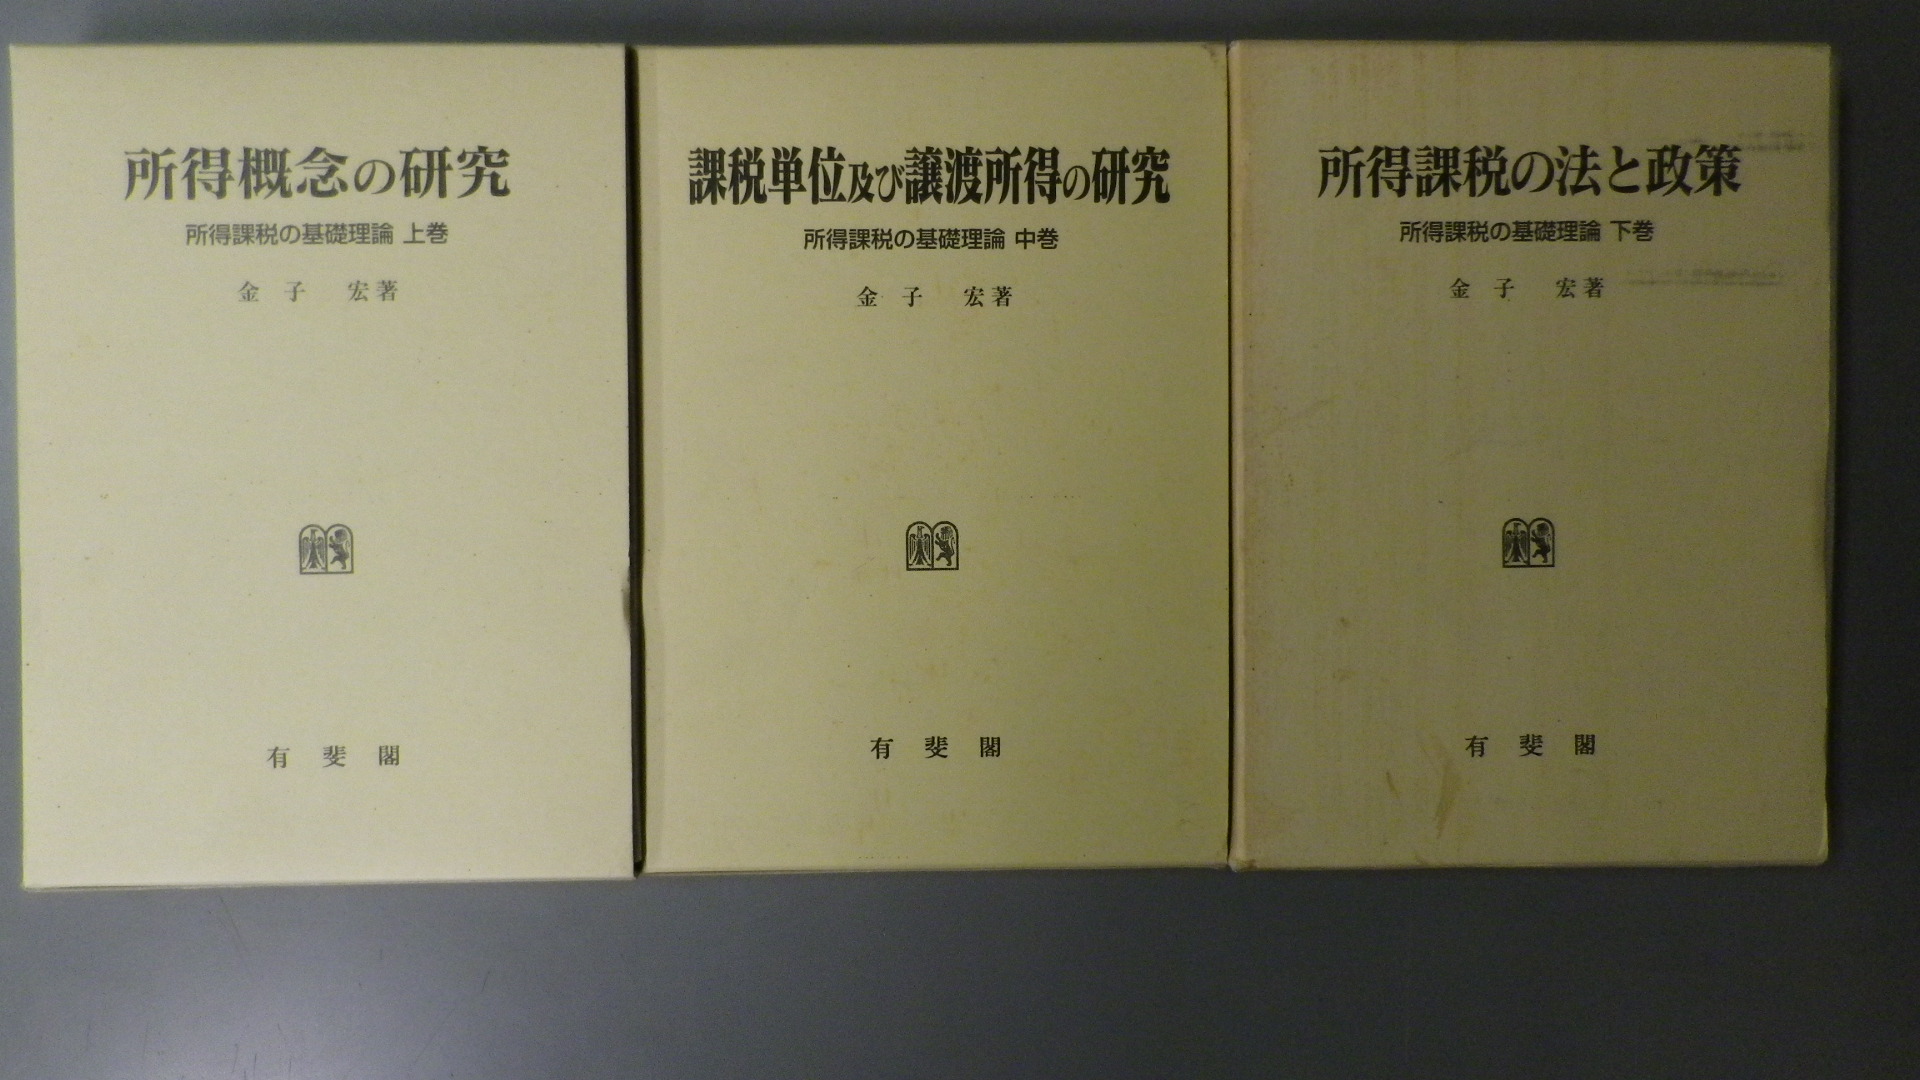 所得概念の研究
所得課税の基礎理論 上巻
金子 宏著
有斐閣
課税単位及び譲渡所得の研究
所得課税の基礎理論 中巻
金子 宏著
有斐閣
所得課税の法と政策
所得課税の基礎理論 下巻
金子 宏著
有斐閣